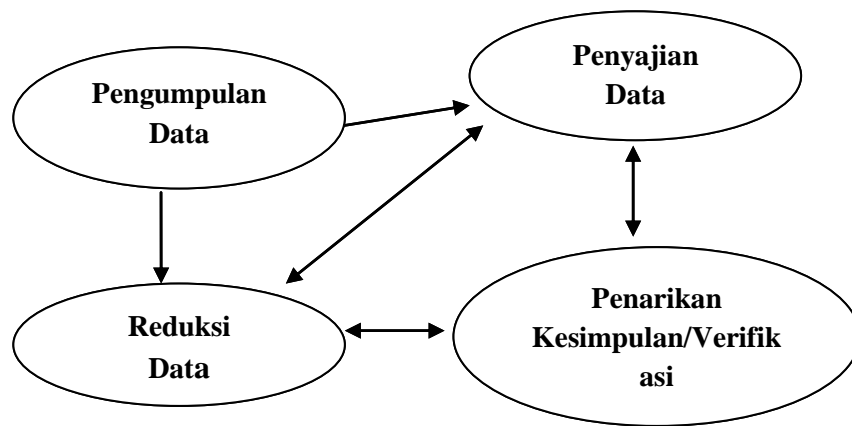 Pengumpulan
Data
Penyajian
Data
Reduksi
Data
Penarikan
Kesimpulan/Verifik
asi